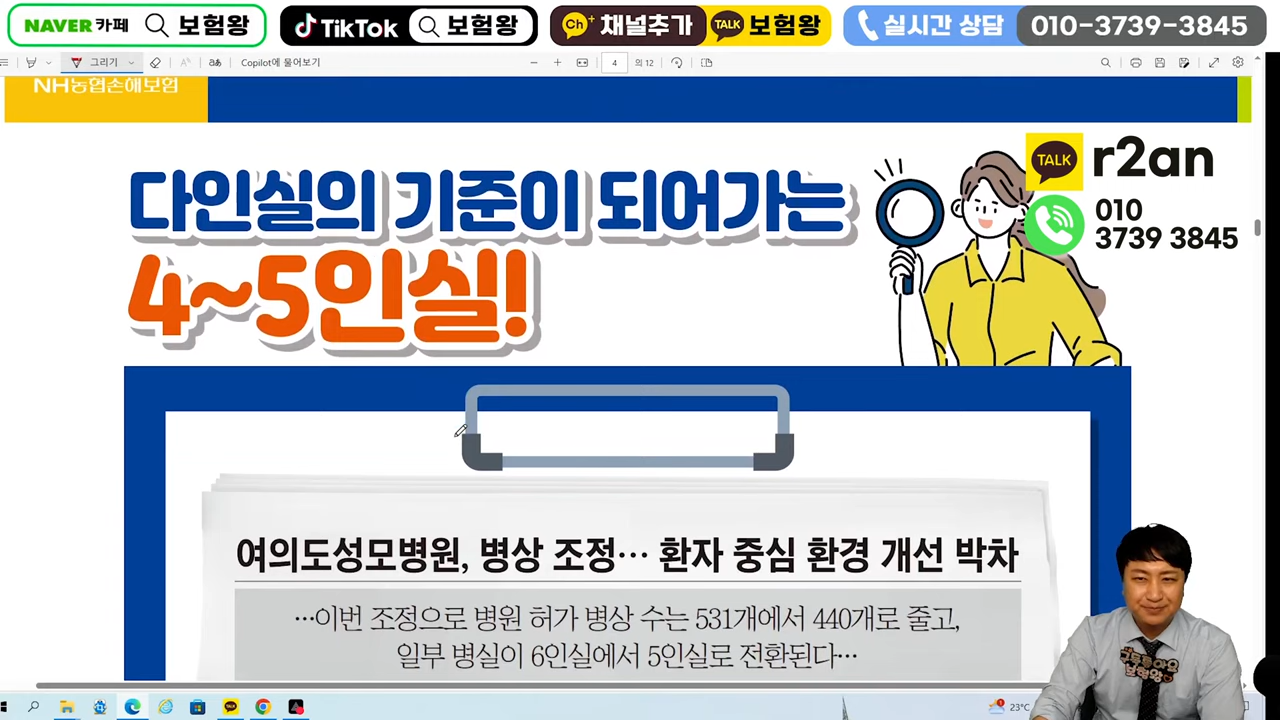 NAVER 카페 보험왕
TikTok 보험왕
Ch+ 채널추가 TALK 보험왕
실시간 상담 010-3739-3845
그리기 aあ Copilot에 물어보기
4 의 12
NH농협손해보험
TALK r2an
010
3739 3845
다인실의 기준이 되어가는
4~5인실!
여의도성모병원, 병상 조정… 환자 중심 환경 개선 박차
…이번 조정으로 병원 허가 병상 수는 531개에서 440개로 줄고,
일부 병실이 6인실에서 5인실로 전환된다…
보험왕
23℃